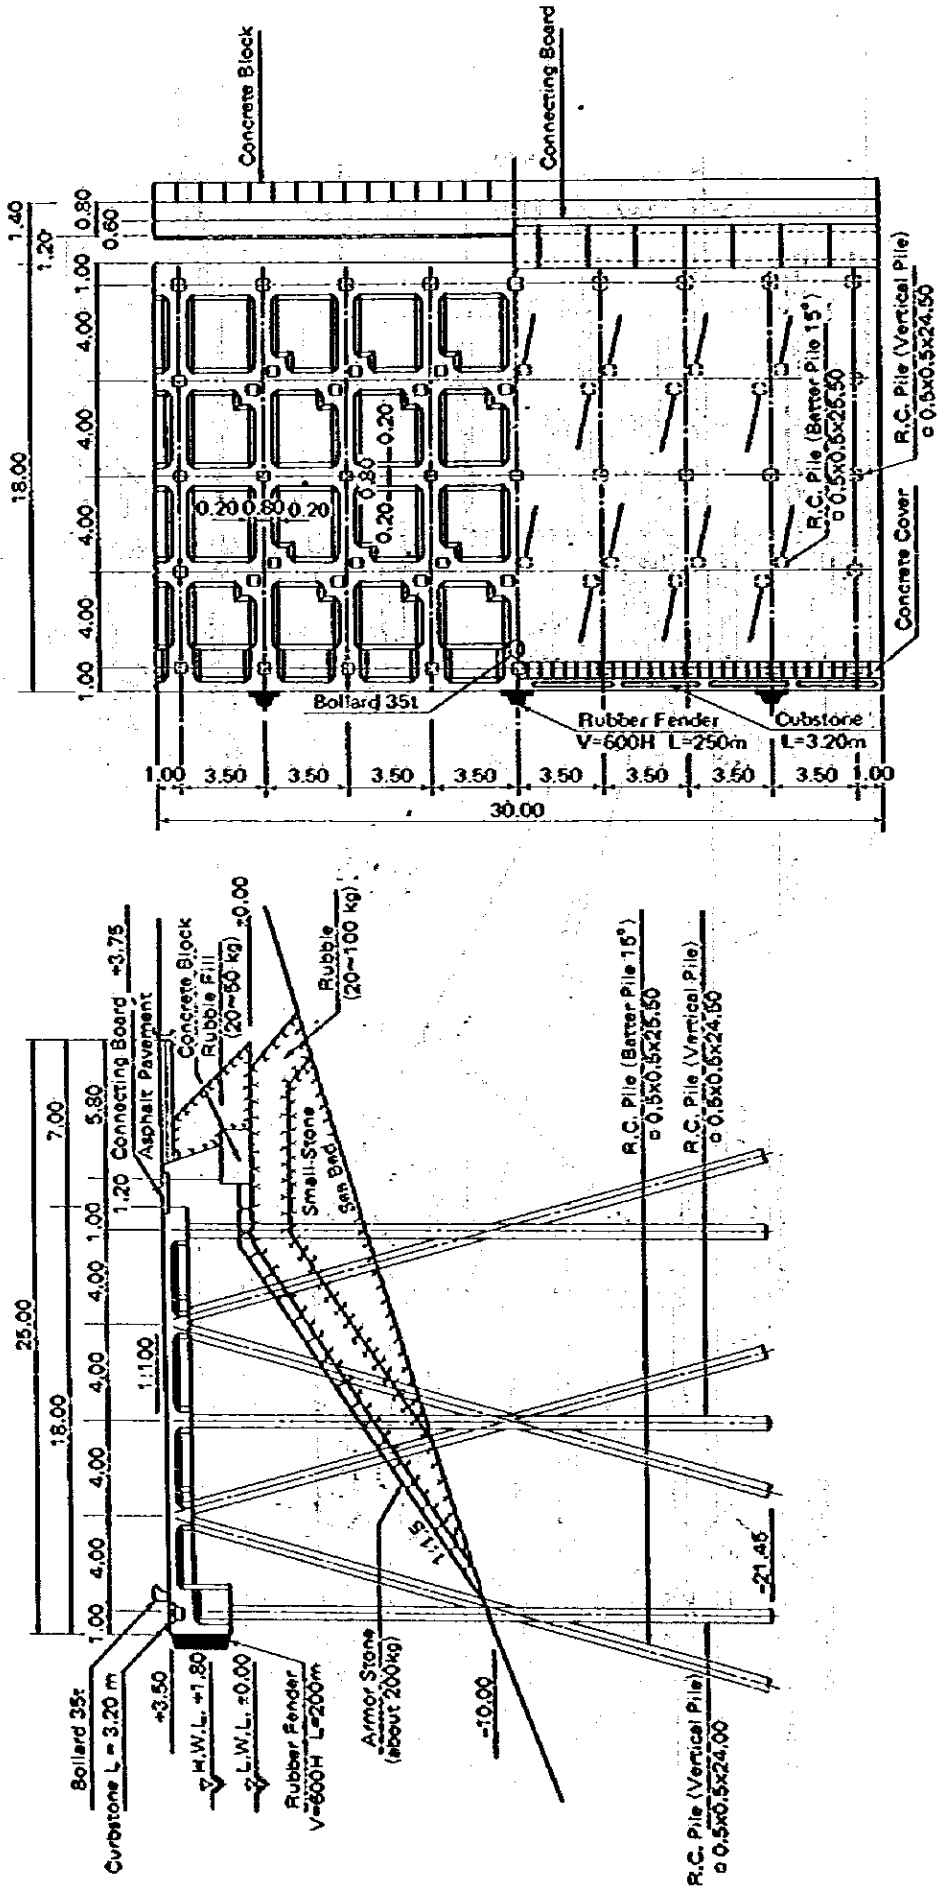 25.00
18.00
7.00
1.00
4.00
4.00
4.00
4.00
1.00
1.20
5.80
Bollard 35t
Curbstone L = 3.20 m
+3.50
H.W.L. +1.80
L.W.L. ±0.00
Rubber Fender
V=600H L=200m
Armor Stone
(about 200kg)
-10.00
1:1.5
1:100
Connecting Board
+3.75
Asphalt Pavement
Concrete Block
Rubble Fill
(20~50 kg)
±0.00
Rubble
(20~100 kg)
Small-Stone
Sea Bed
R.C. Pile (Batter Pile 15°)
□ 0.5x0.5x25.50
R.C. Pile (Vertical Pile)
□ 0.5x0.5x24.50
-21.45
R.C. Pile (Vertical Pile)
□ 0.5x0.5x24.00
18.00
1.40
1.20
1.00
4.00
4.00
4.00
4.00
1.00
0.80
0.60
Concrete Block
Connecting Board
0.20 0.80 0.20
0.20 0.80 0.20
Bollard 35t
Rubber Fender
V=600H L=250m
Cubstone
L=3.20m
R.C. Pile (Batter Pile 15°)
□ 0.5x0.5x25.50
R.C. Pile (Vertical Pile)
□ 0.5x0.5x24.50
Concrete Cover
1.00
3.50
3.50
3.50
3.50
3.50
3.50
3.50
3.50
1.00
30.00